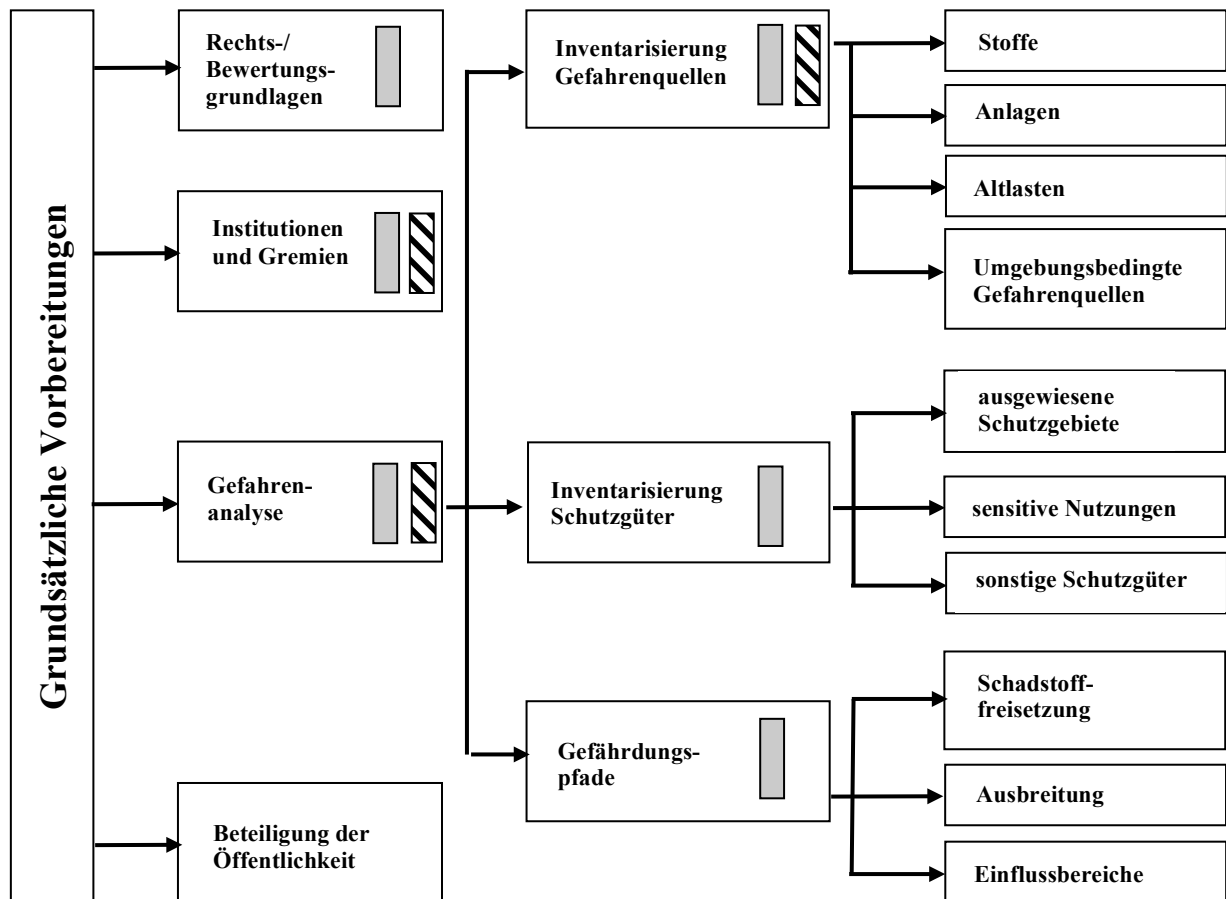 Grundsätzliche Vorbereitungen
Rechts-/
Bewertungs-
grundlagen
Institutionen
und Gremien
Gefahren-
analyse
Beteiligung der
Öffentlichkeit
Inventarisierung
Gefahrenquellen
Inventarisierung
Schutzgüter
Gefährdungs-
pfade
Stoffe
Anlagen
Altlasten
Umgebungsbedingte
Gefahrenquellen
ausgewiesene
Schutzgebiete
sensitive Nutzungen
sonstige Schutzgüter
Schadstoff-
freisetzung
Ausbreitung
Einflussbereiche